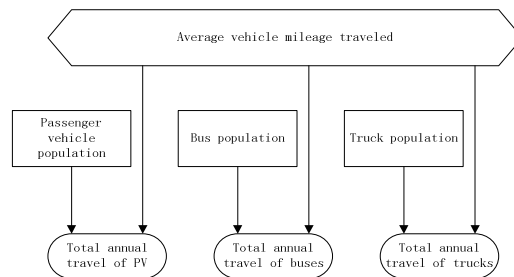 Average vehicle mileage traveled
Passenger
vehicle
population
Bus population
Truck population
Total annual
travel of PV
Total annual
travel of buses
Total annual
travel of trucks